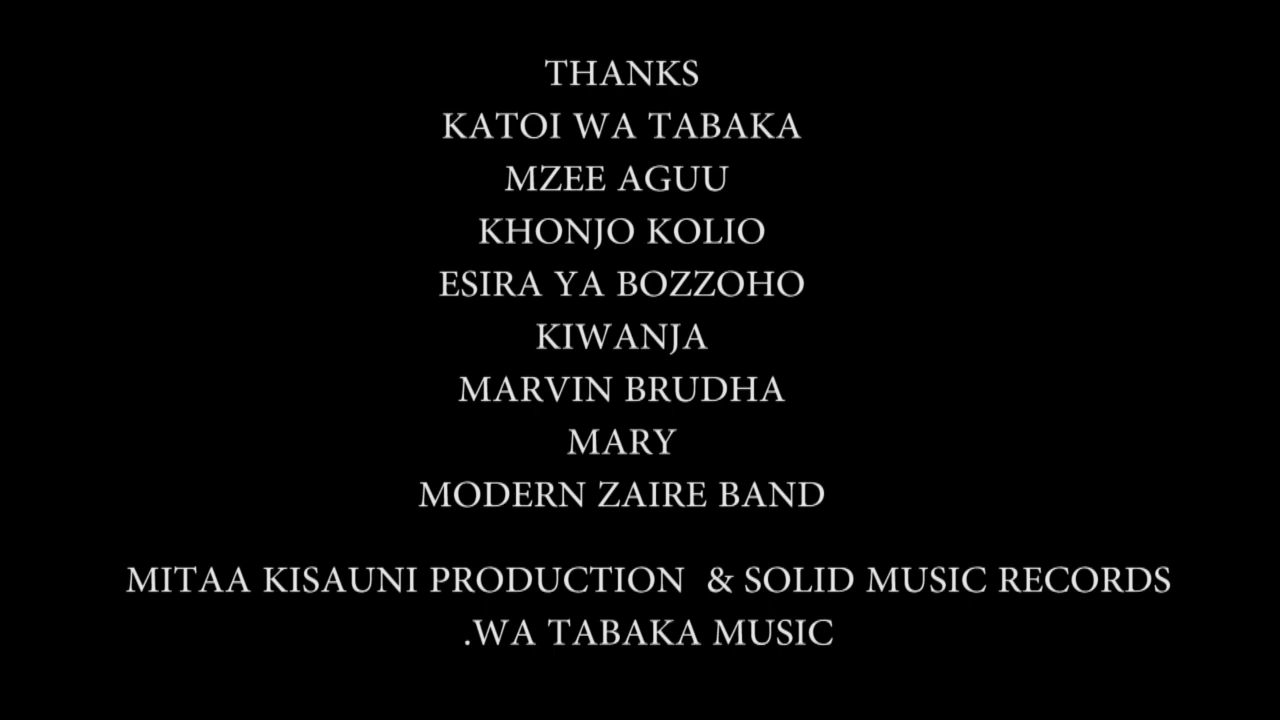 THANKS
KATOI WA TABAKA
MZEE AGUU
KHONJO KOLIO
ESIRA YA BOZZOHO
KIWANJA
MARVIN BRUDHA
MARY
MODERN ZAIRE BAND
MITAA KISAUNI PRODUCTION & SOLID MUSIC RECORDS
.WA TABAKA MUSIC